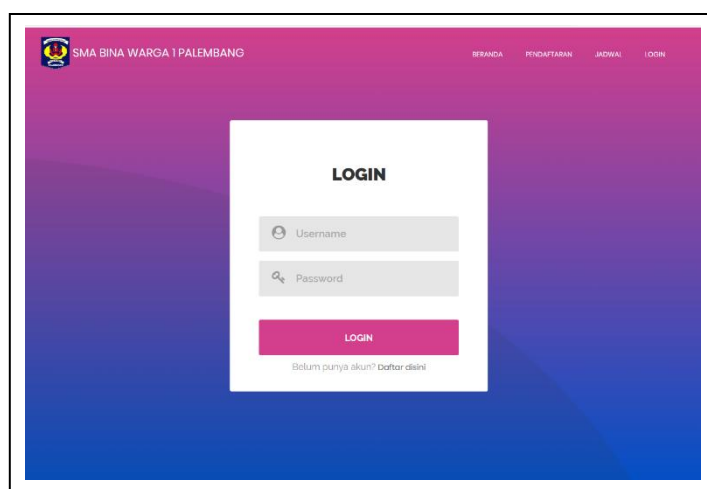 SMA BINA WARGA 1 PALEMBANG
BERANDA PENDAFTARAN JADWAL LOGIN
LOGIN
Username
Password
LOGIN
Belum punya akun? Daftar disini